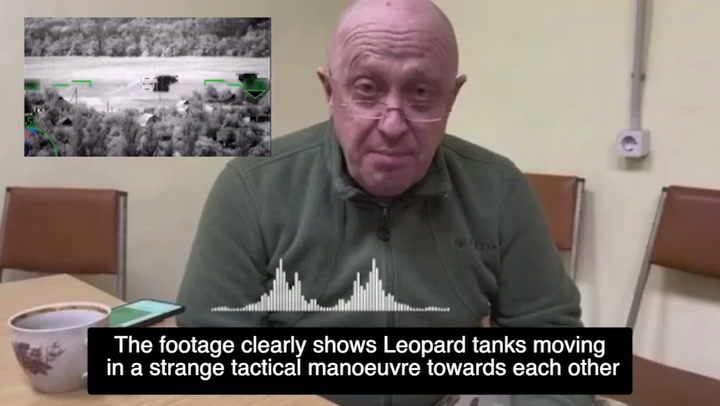 The footage clearly shows Leopard tanks moving
in a strange tactical manoeuvre towards each other